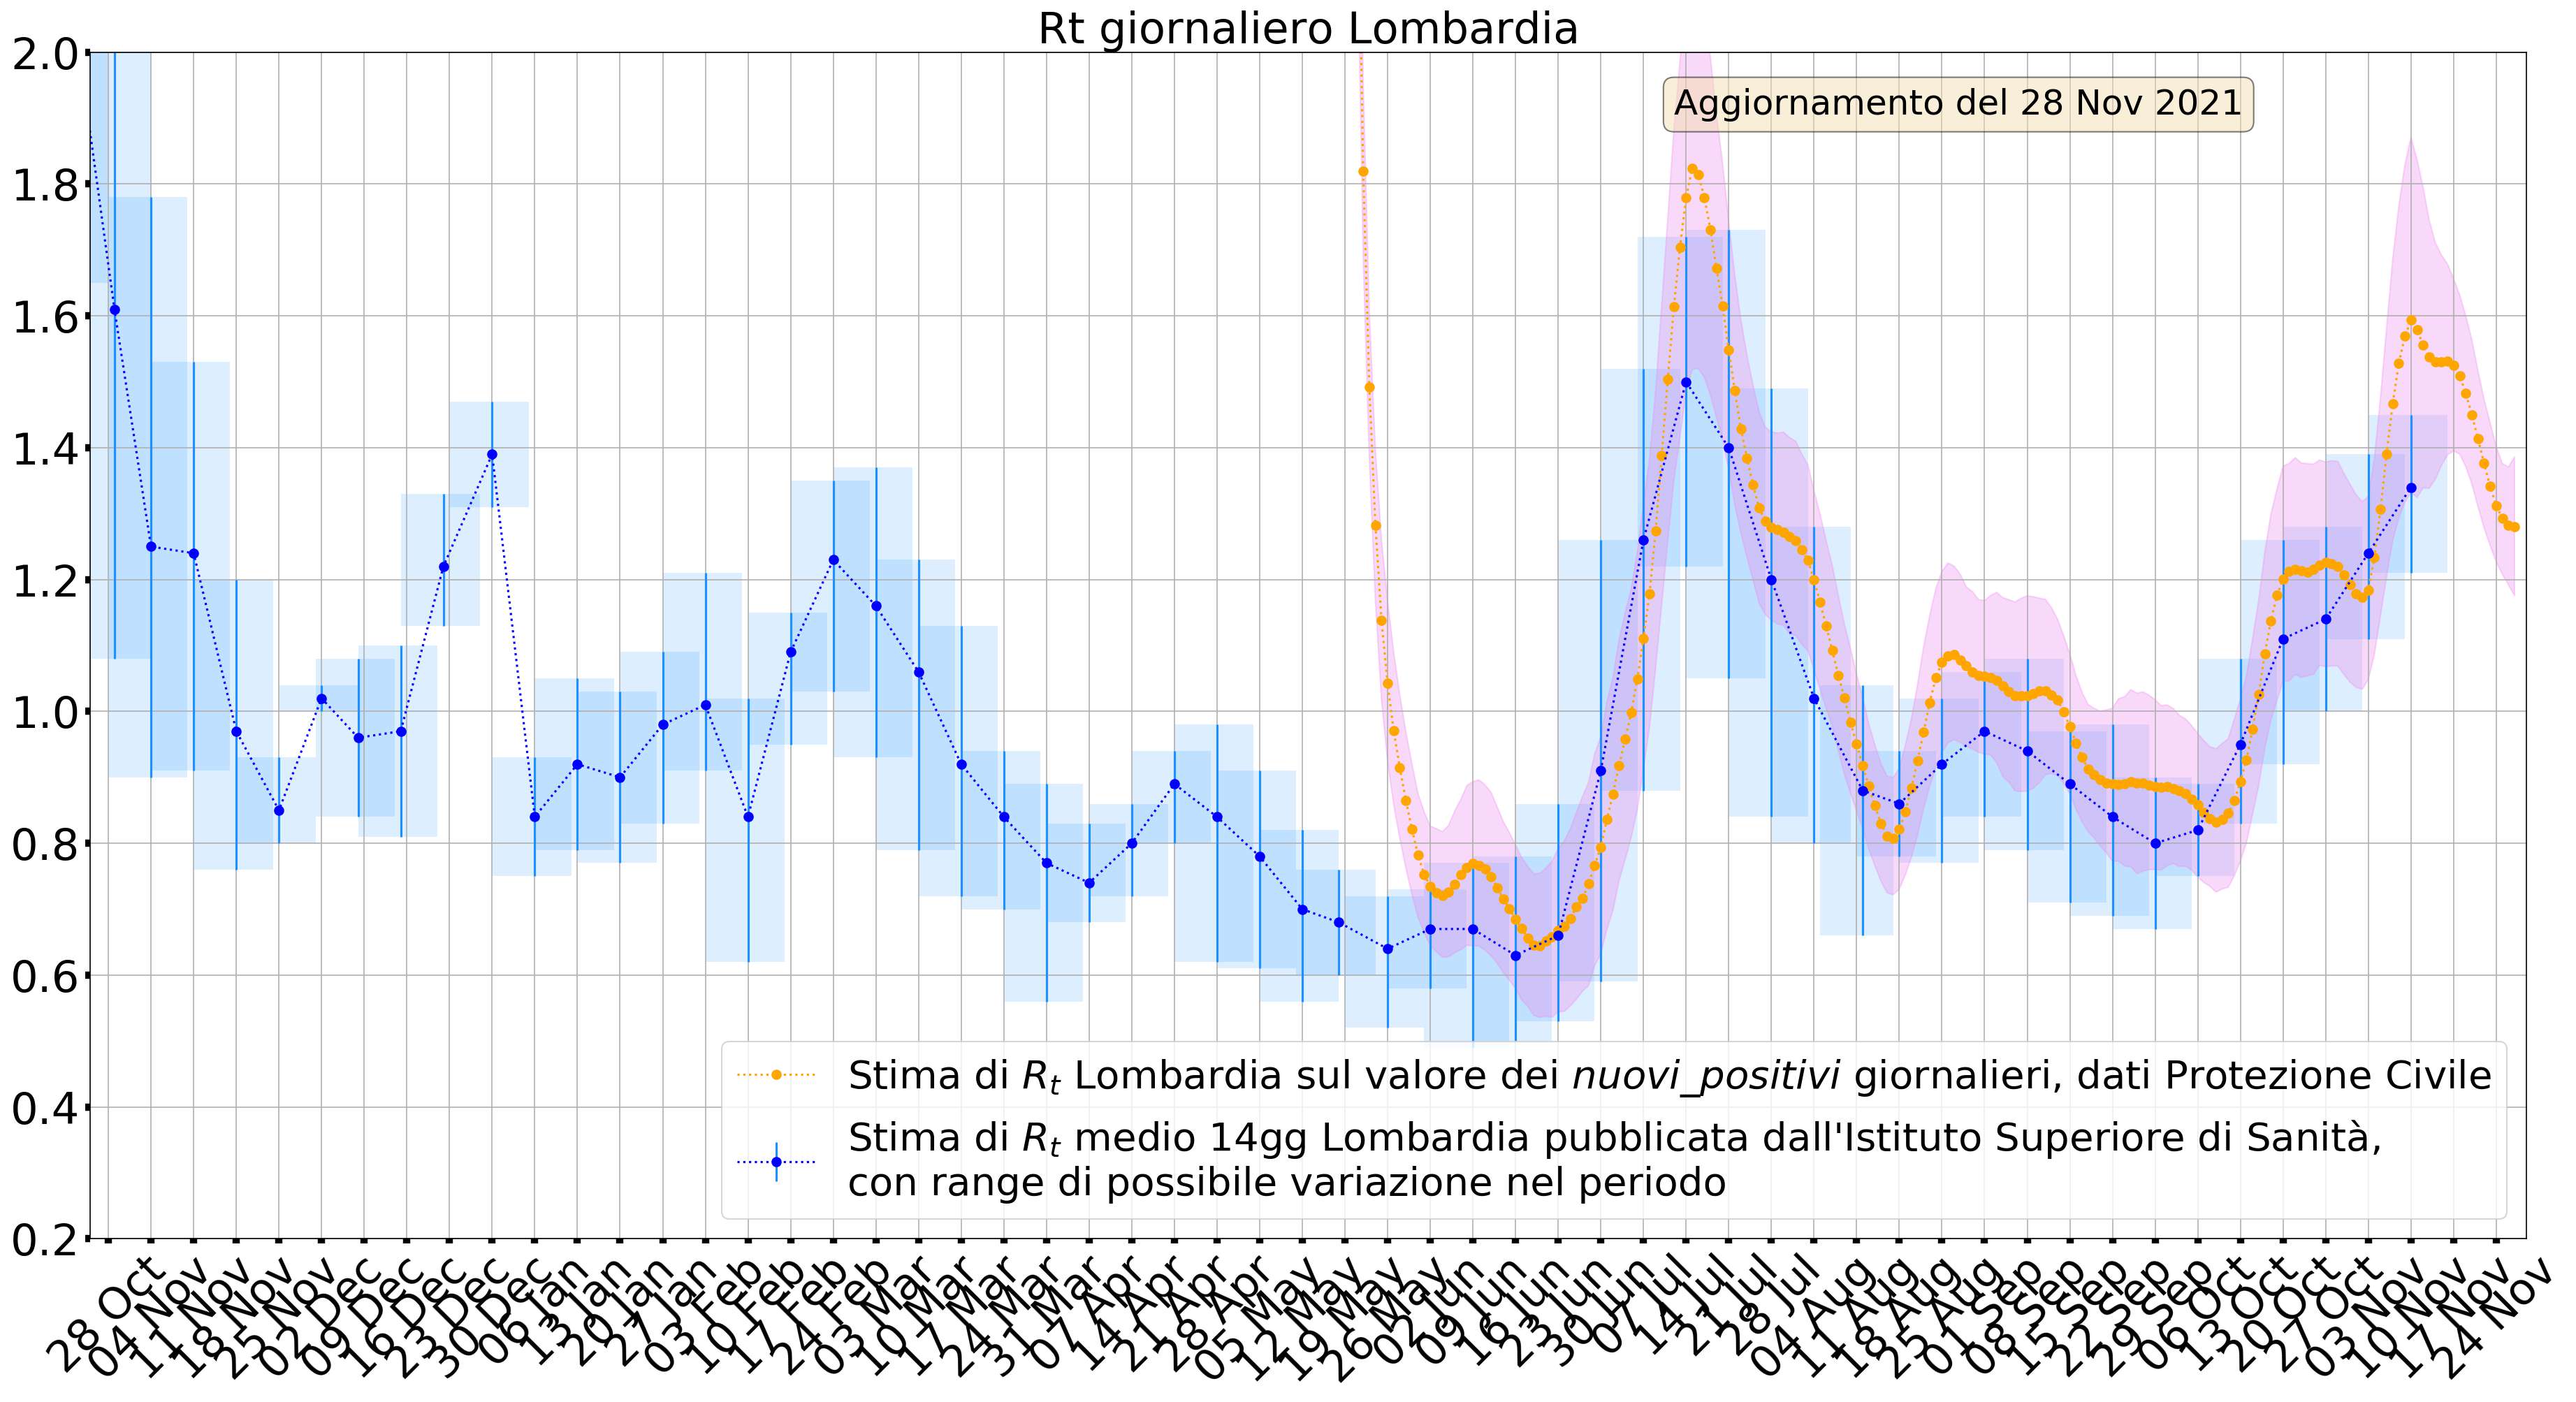 Rt giornaliero Lombardia
Aggiornamento del 28 Nov 2021
2.0
1.8
1.6
1.4
1.2
1.0
0.8
0.6
0.4
0.2
Stima di Rt Lombardia sul valore dei nuovi_positivi giornalieri, dati Protezione Civile
Stima di Rt medio 14gg Lombardia pubblicata dall'Istituto Superiore di Sanità,
con range di possibile variazione nel periodo
28 Oct
04 Nov
11 Nov
18 Nov
25 Nov
02 Dec
09 Dec
16 Dec
23 Dec
30 Dec
06 Jan
13 Jan
20 Jan
27 Jan
03 Feb
10 Feb
17 Feb
24 Feb
03 Mar
10 Mar
17 Mar
24 Mar
31 Mar
07 Apr
14 Apr
21 Apr
28 Apr
05 May
12 May
19 May
26 May
02 Jun
09 Jun
16 Jun
23 Jun
30 Jun
07 Jul
14 Jul
21 Jul
28 Jul
04 Aug
11 Aug
18 Aug
25 Aug
01 Sep
08 Sep
15 Sep
22 Sep
29 Sep
06 Oct
13 Oct
20 Oct
27 Oct
03 Nov
10 Nov
17 Nov
24 Nov